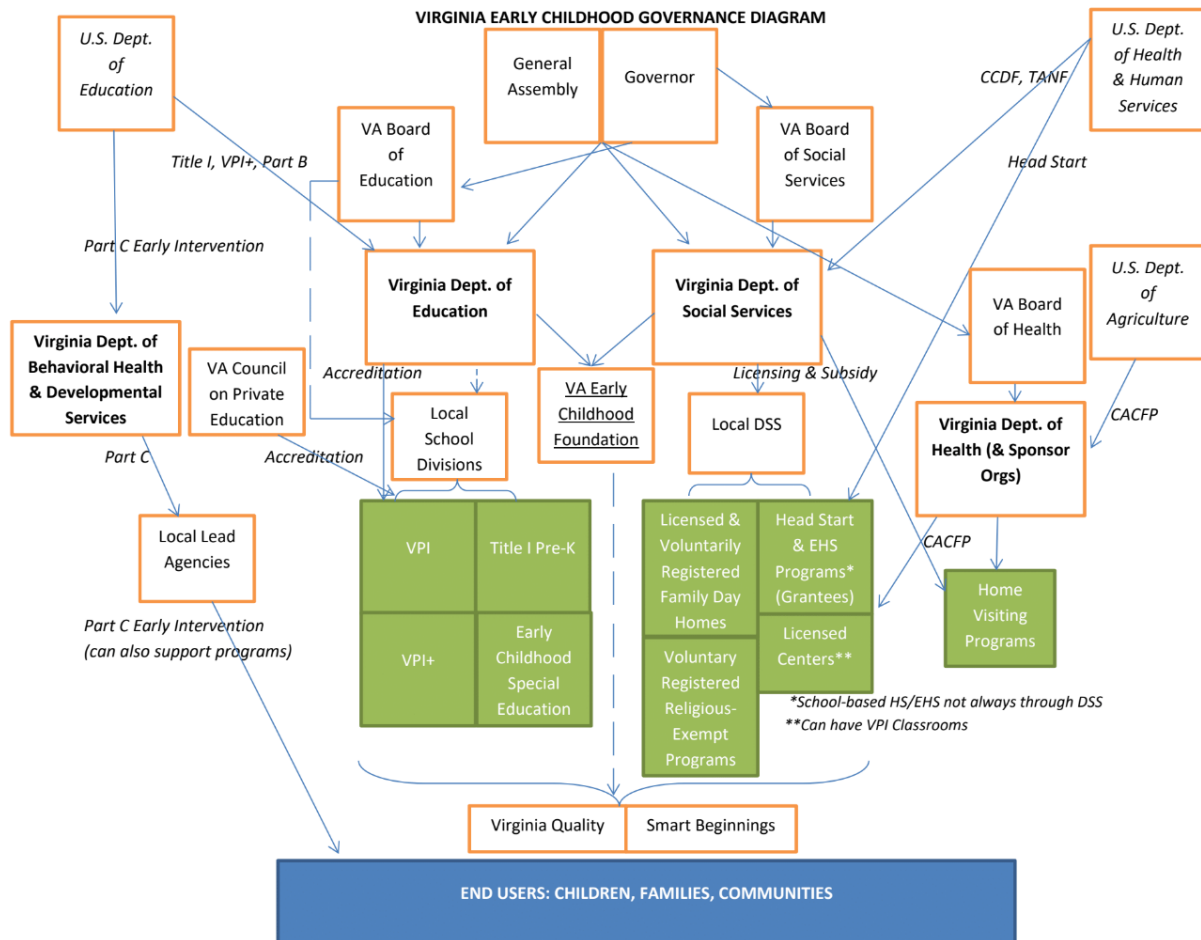 VIRGINIA EARLY CHILDHOOD GOVERNANCE DIAGRAM
U.S. Dept.
of
Education
General
Assembly
Governor
U.S. Dept.
of Health
& Human
Services
CCDF, TANF
VA Board
of
Education
VA Board
of Social
Services
Title I, VPI+, Part B
Head Start
Part C Early Intervention
Virginia Dept. of
Education
Virginia Dept. of
Social Services
VA Board
of Health
U.S. Dept.
of
Agriculture
Virginia Dept. of
Behavioral Health
& Developmental
Services
VA Council
on Private
Education
Accreditation
Licensing & Subsidy
VA Early
Childhood
Foundation
Local
School
Divisions
Local DSS
CACFP
Virginia Dept. of
Health (& Sponsor
Orgs)
Part C
Accreditation
Local Lead
Agencies
VPI
Title I Pre-K
Licensed &
Voluntarily
Registered
Family Day
Homes
Head Start
& EHS
Programs*
(Grantees)
CACFP
Home
Visiting
Programs
Part C Early Intervention
(can also support programs)
VPI+
Early
Childhood
Special
Education
Licensed
Centers**
Voluntary
Registered
Religious-
Exempt
Programs
*School-based HS/EHS not always through DSS
**Can have VPI Classrooms
Virginia Quality
Smart Beginnings
END USERS: CHILDREN, FAMILIES, COMMUNITIES